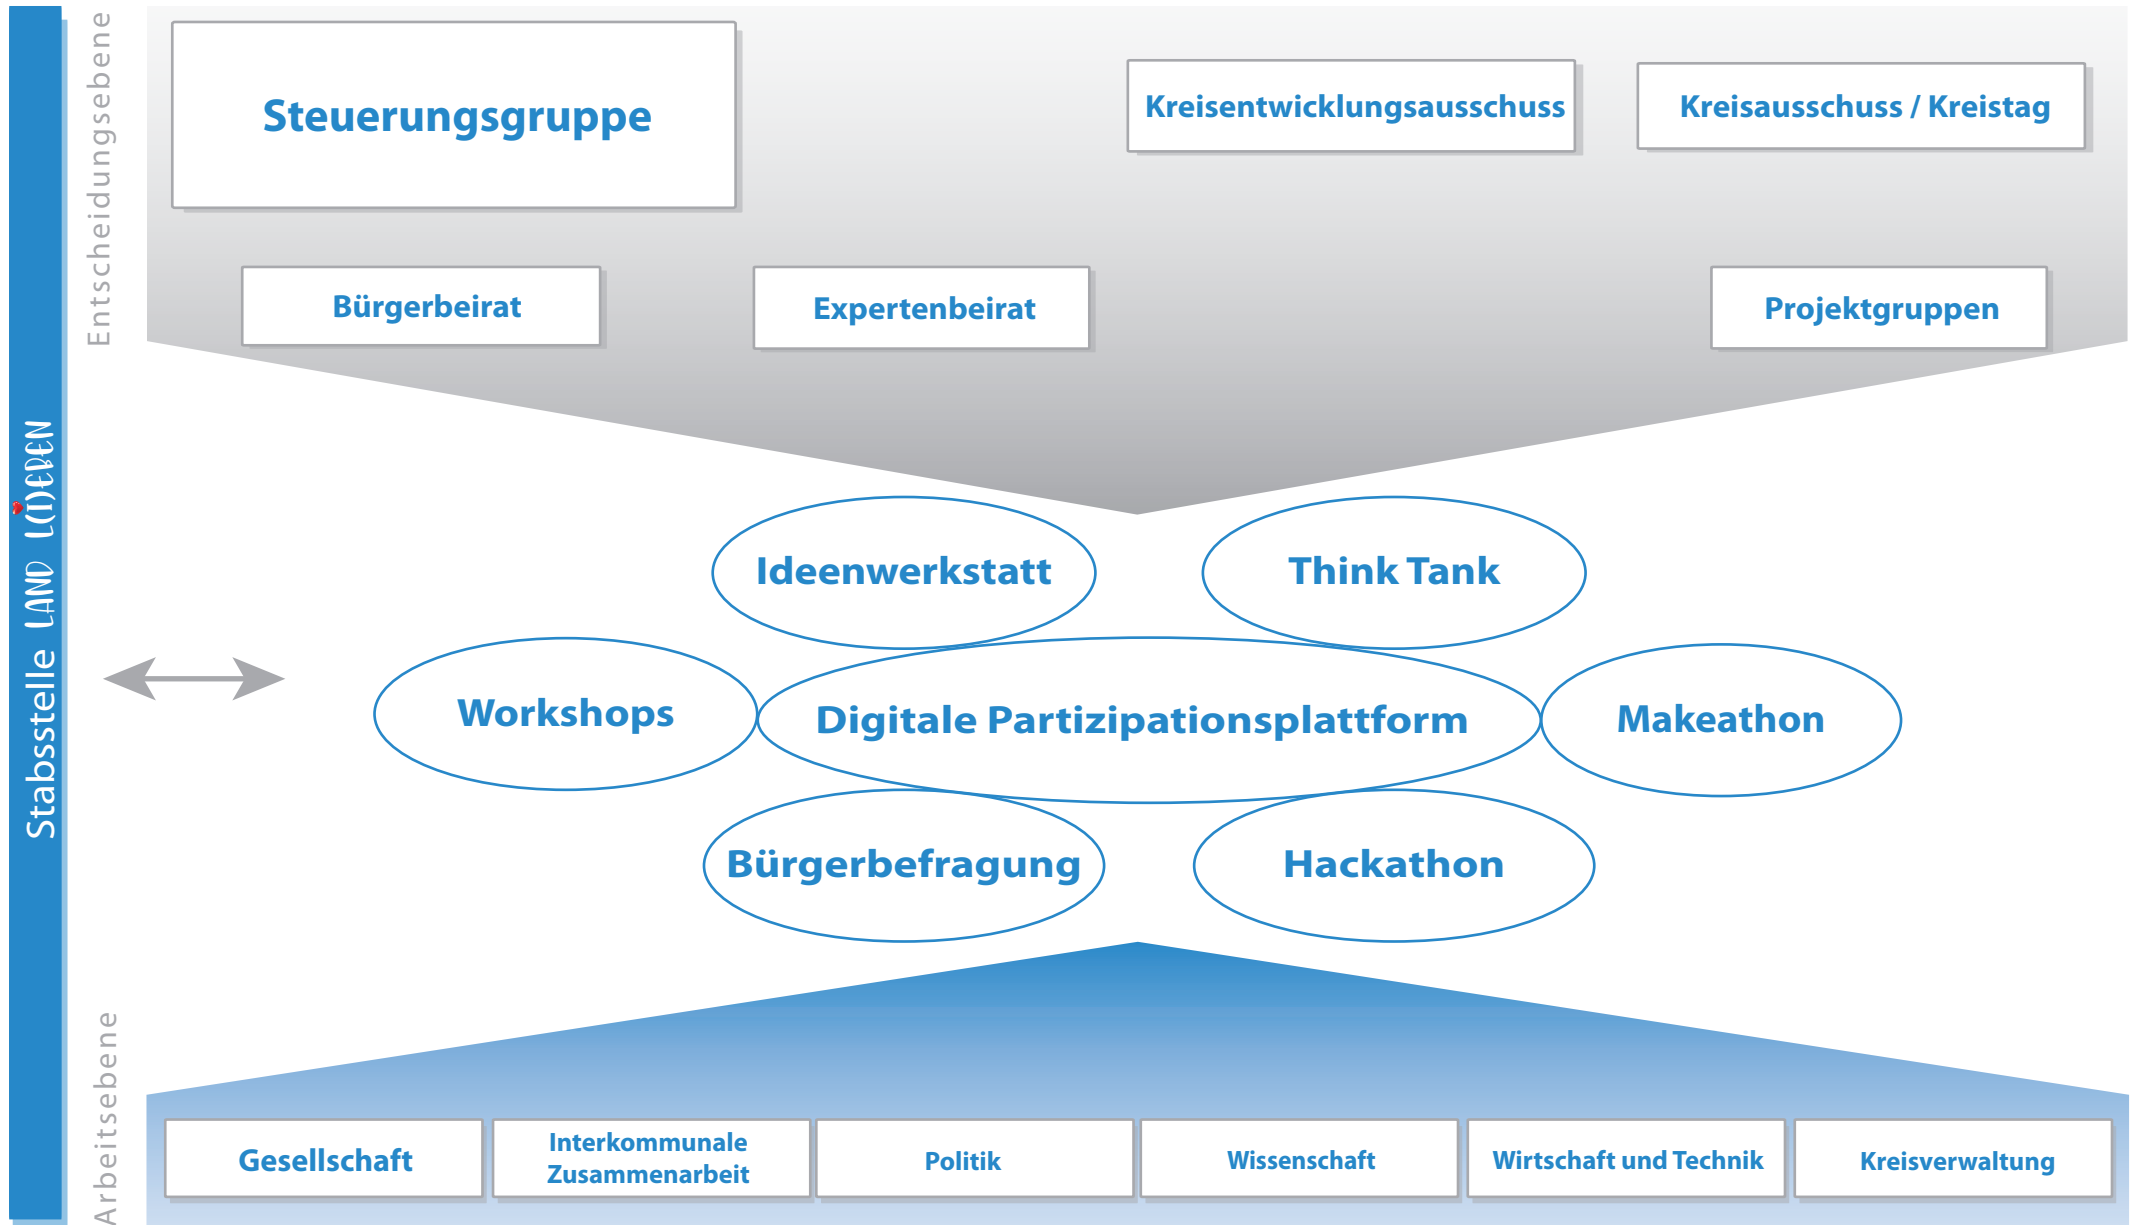 Stabsstelle LAND L(I)EBEN
Entscheidungsebene
Steuerungsgruppe
Kreisentwicklungsausschuss
Kreisausschuss / Kreistag
Bürgerbeirat
Expertenbeirat
Projektgruppen
Ideenwerkstatt
Think Tank
Workshops
Digitale Partizipationsplattform
Makeathon
Bürgerbefragung
Hackathon
Arbeitsebene
Gesellschaft
Interkommunale
Zusammenarbeit
Politik
Wissenschaft
Wirtschaft und Technik
Kreisverwaltung